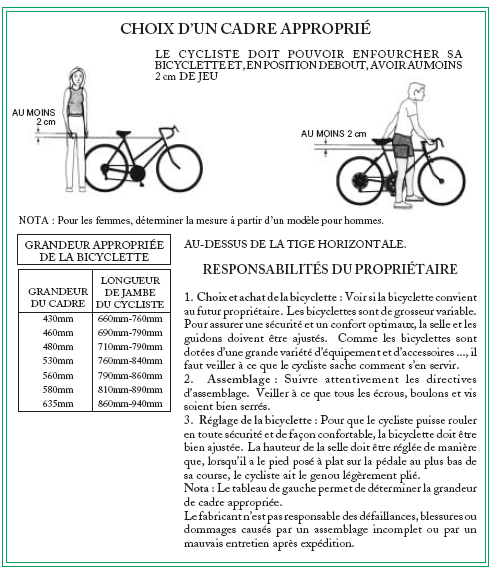 CHOIX D'UN CADRE APPROPRIÉ
LE CYCLISTE DOIT POUVOIR ENFOURCHER SA
BICYCLETTE ET, EN POSITION DEBOUT, AVOIR AU MOINS
2 cm DE JEU
AU MOINS
2 cm
AU MOINS 2 cm
NOTA : Pour les femmes, déterminer la mesure à partir d'un modèle pour hommes.
GRANDEUR APPROPRIÉE
DE LA BICYCLETTE
GRANDEUR
DU CADRE
LONGUEUR
DE JAMBE
DU CYCLISTE
430mm 660mm-760mm
460mm 690mm-790mm
480mm 710mm-790mm
530mm 760mm-840mm
560mm 790mm-860mm
580mm 810mm-890mm
635mm 860mm-940mm
AU-DESSUS DE LA TIGE HORIZONTALE.
RESPONSABILITÉS DU PROPRIÉTAIRE
1. Choix et achat de la bicyclette : Voir si la bicyclette convient
au futur propriétaire. Les bicyclettes sont de grosseur variable.
Pour assurer une sécurité et un confort optimaux, la selle et les
guidons doivent être ajustés. Comme les bicyclettes sont
dotées d'une grande variété d'équipement et d'accessoires ..., il
faut veiller à ce que le cycliste sache comment s'en servir.
2. Assemblage : Suivre attentivement les directives
d'assemblage. Veiller à ce que tous les écrous, boulons et vis
soient bien serrés.
3. Réglage de la bicyclette : Pour que le cycliste puisse rouler
en toute sécurité et de façon confortable, la bicyclette doit être
bien ajustée. La hauteur de la selle doit être réglée de manière
que, lorsqu'il a le pied posé à plat sur la pédale au plus bas de
sa course, le cycliste ait le genou légèrement plié.
Nota : Le tableau de gauche permet de déterminer la grandeur
de cadre appropriée.
Le fabricant n'est pas responsable des défaillances, blessures ou
dommages causés par un assemblage incomplet ou par un
mauvais entretien après expédition.